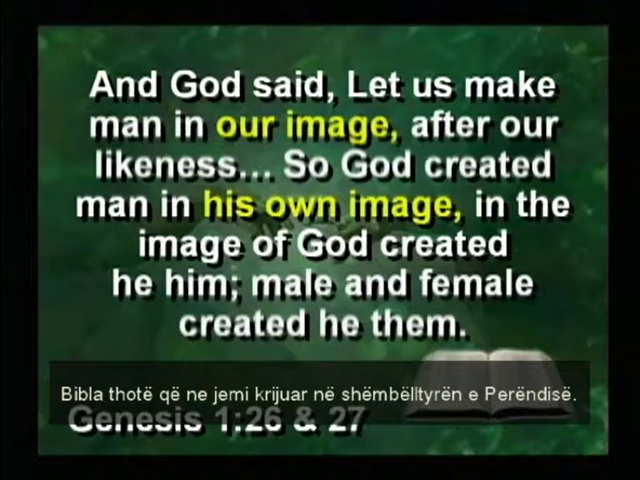 And God said, Let us make
man in our image, after our
likeness... So God created
man in his own image, in the
image of God created
he him; male and female
created he them.
Bibla thotë që ne jemi krijuar në shëmbëlltyrën e Perëndisë.
Genesis 1:26 & 27